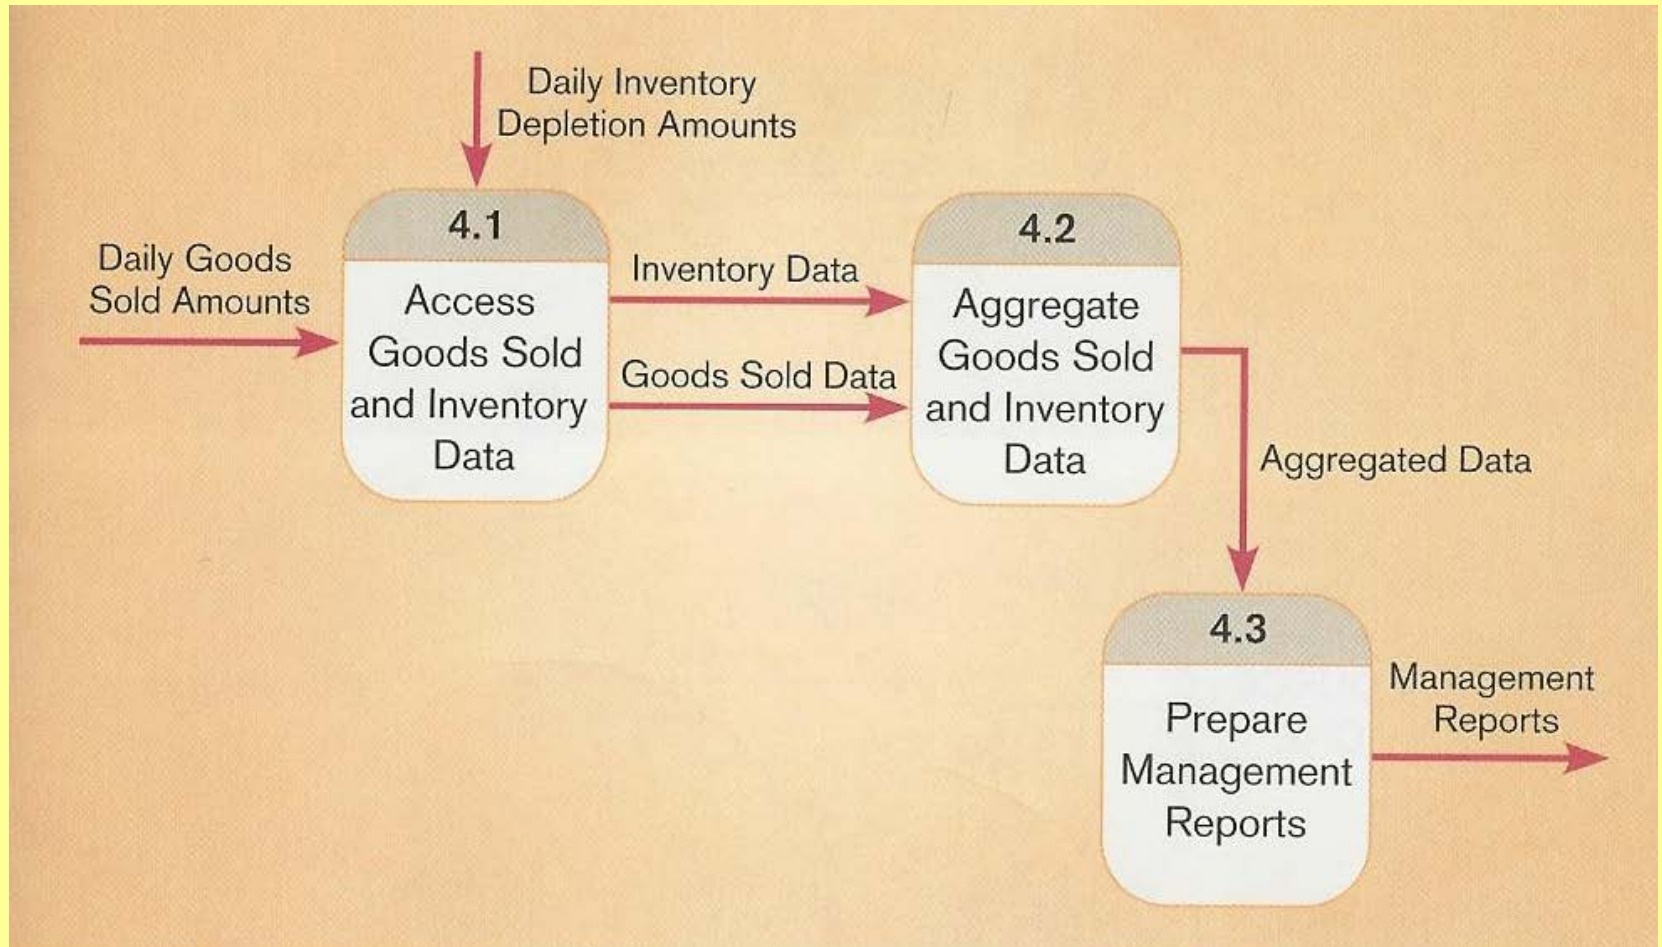 Daily Inventory
Depletion Amounts
4.1
Access
Goods Sold
and Inventory
Data
Daily Goods
Sold Amounts
Inventory Data
Goods Sold Data
4.2
Aggregate
Goods Sold
and Inventory
Data
Aggregated Data
4.3
Prepare
Management
Reports
Management
Reports